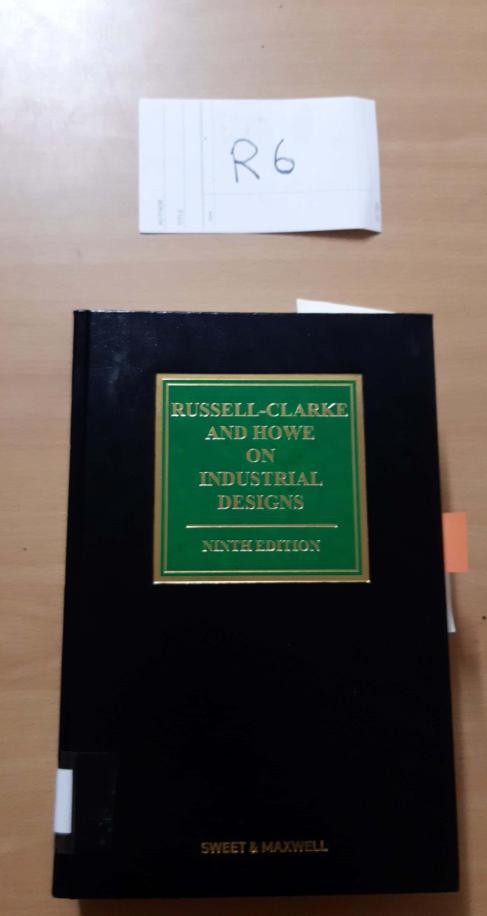 R6
RUSSELL-CLARKE
AND HOWE
ON
INDUSTRIAL
DESIGNS
NINTH EDITION
SWEET & MAXWELL